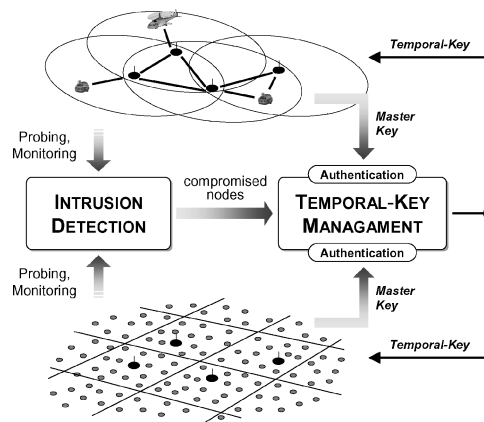 Temporal-Key
Master
Key
Probing,
Monitoring
Authentication
INTRUSION
DETECTION
compromised
nodes
TEMPORAL-KEY
MANAGAMENT
Authentication
Probing,
Monitoring
Master
Key
Temporal-Key